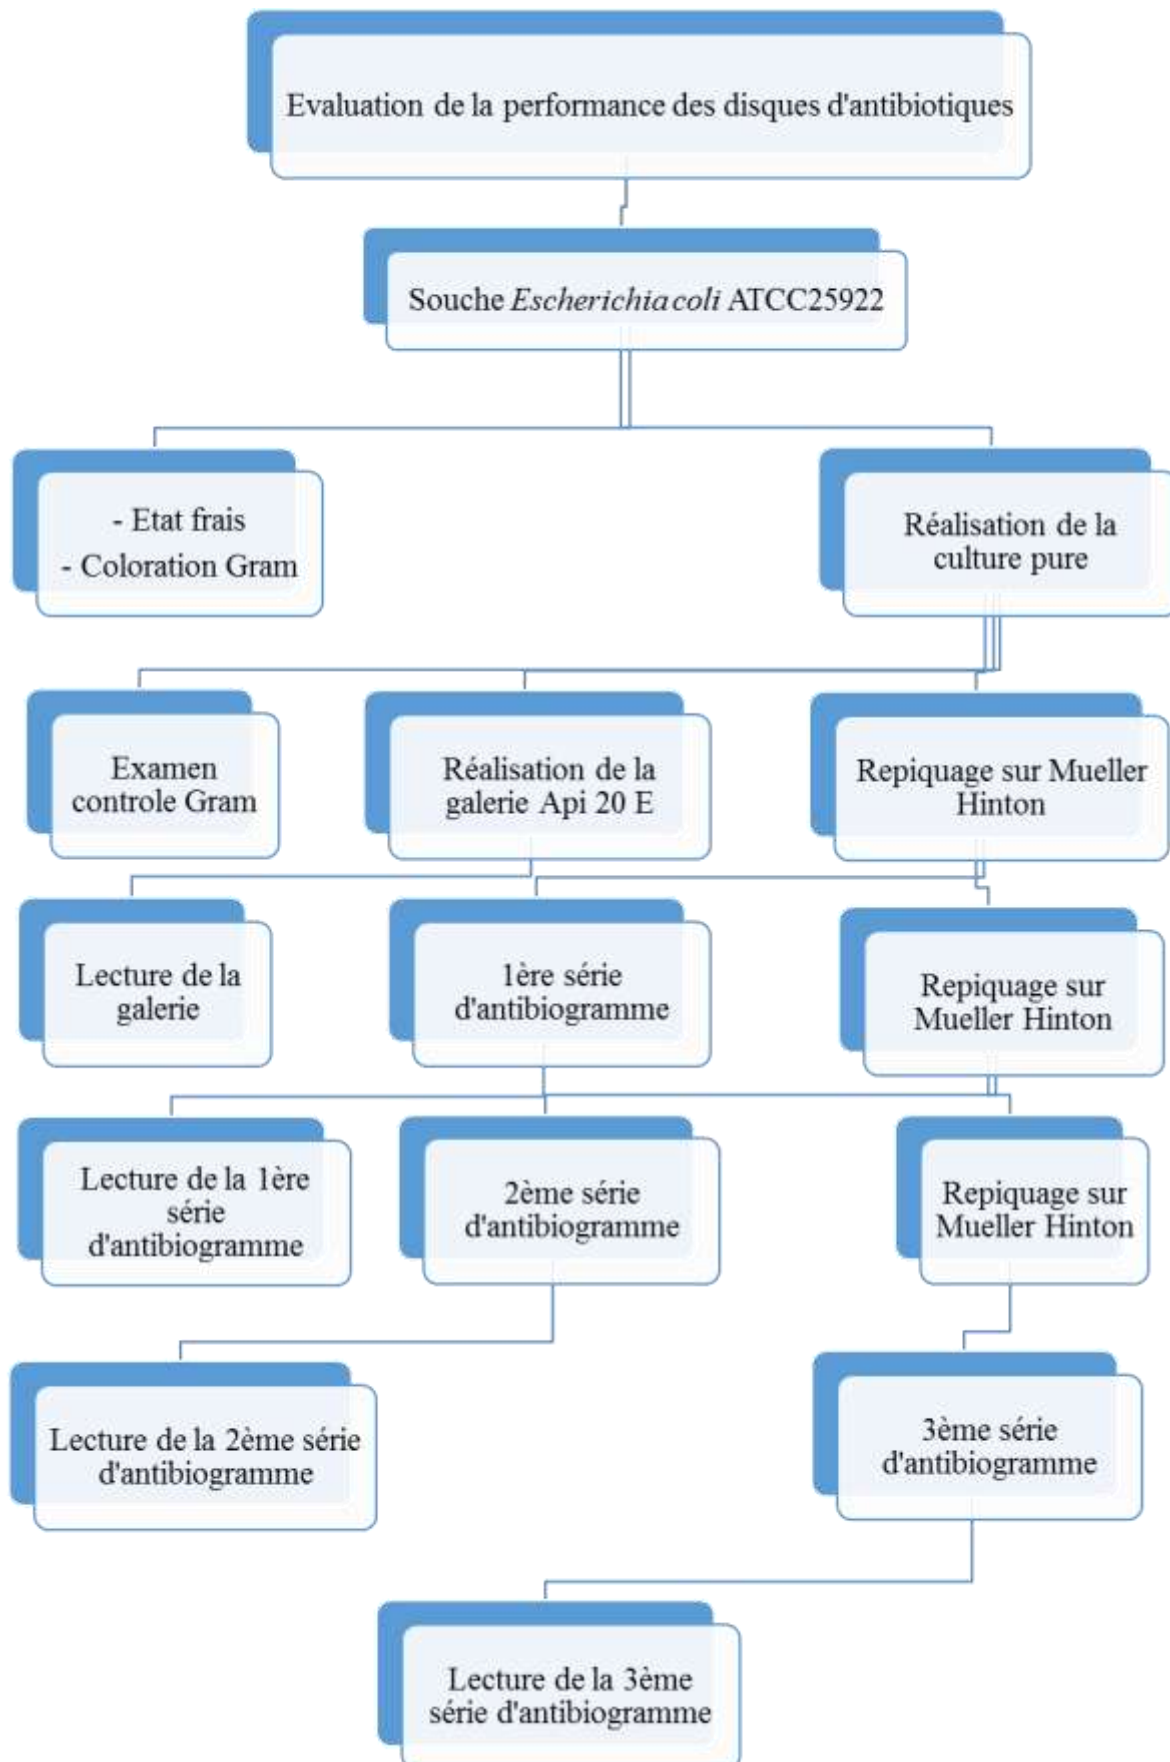 Evaluation de la performance des disques d'antibiotiques
Souche Escherichia coli ATCC25922
- Etat frais
- Coloration Gram
Réalisation de la
culture pure
Examen
controle Gram
Réalisation de la
galerie Api 20 E
Repiquage sur Mueller
Hinton
Lecture de la
galerie
1ère série
d'antibiogramme
Repiquage sur
Mueller Hinton
Lecture de la 1ère
série
d'antibiogramme
2ème série
d'antibiogramme
Repiquage sur
Mueller Hinton
Lecture de la 2ème série
d'antibiogramme
3ème série
d'antibiogramme
Lecture de la 3ème
série d'antibiogramme